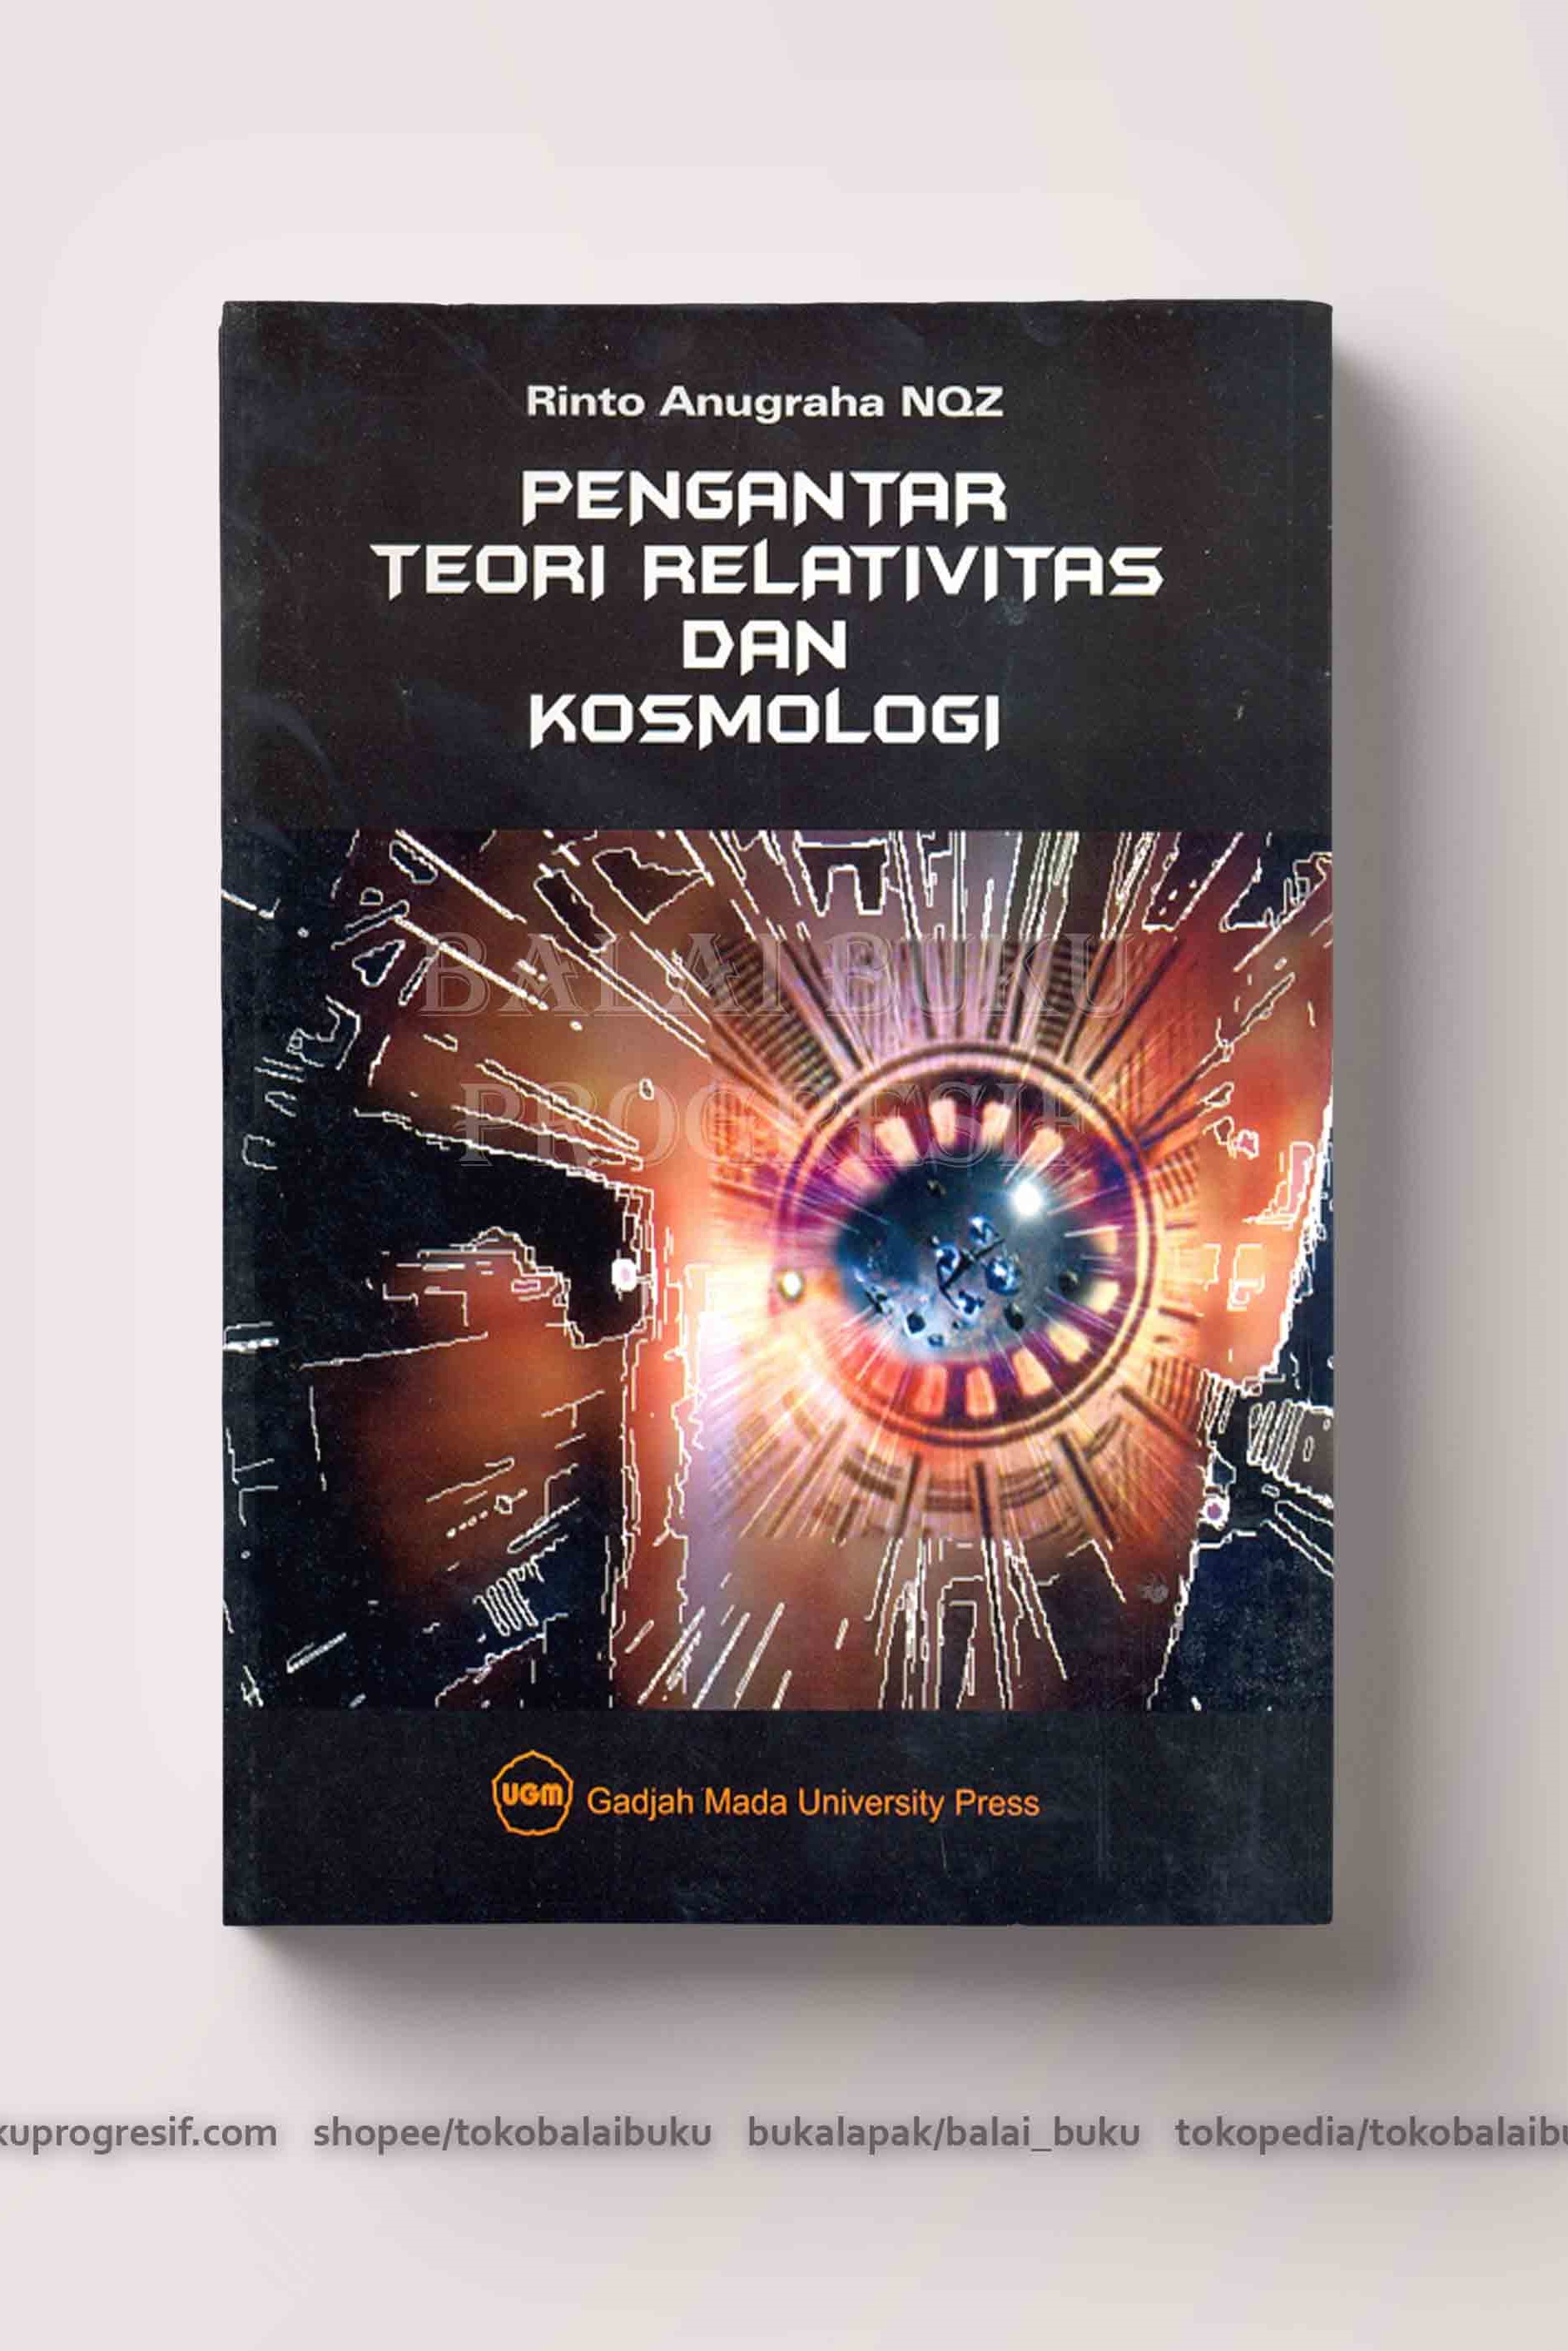 Rinto Anugraha NQZ
PENGANTAR
TEORI RELATIVITAS
DAN
KOSMOLOGI
BALAI BUKU
PROGRESIF
UGM Gadjah Mada University Press
kuprogresif.com shopee/tokobalaibuku bukalapak/balai_buku tokopedia/tokobalaibu